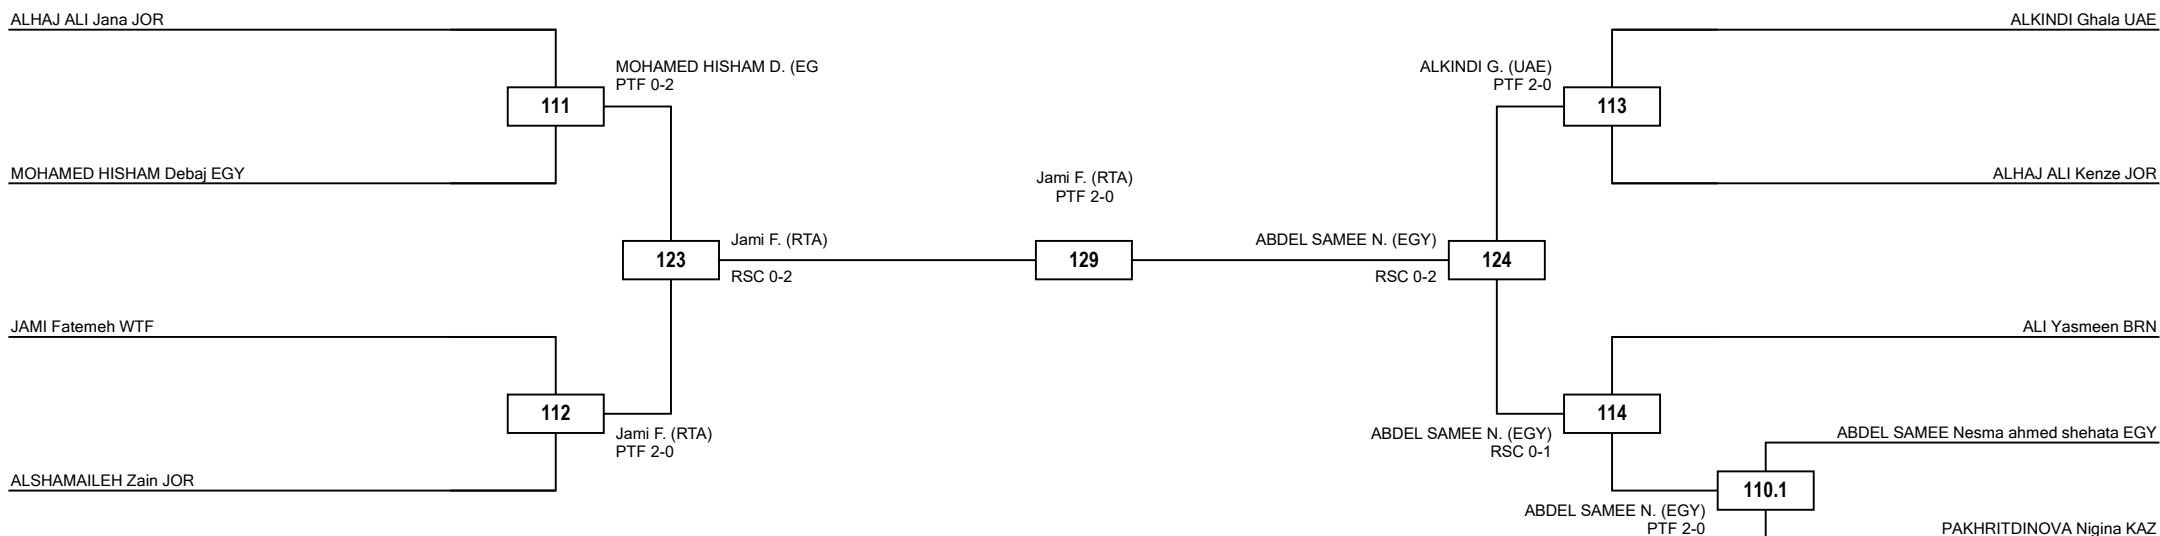 ALHAJ ALI Jana JOR
ALKINDI Ghala UAE
MOHAMED HISHAM D. (EG
PTF 0-2
ALKINDI G. (UAE)
PTF 2-0
111
113
MOHAMED HISHAM Debaj EGY
Jami F. (RTA)
PTF 2-0
ALHAJ ALI Kenze JOR
123
Jami F. (RTA)
RSC 0-2
129
ABDEL SAMEE N. (EGY)
RSC 0-2
124
JAMI Fatemeh WTF
ALI Yasmeen BRN
112
114
Jami F. (RTA)
PTF 2-0
ABDEL SAMEE N. (EGY)
RSC 0-1
ABDEL SAMEE Nesma ahmed shehata EGY
ALSHAMAILEH Zain JOR
110.1
ABDEL SAMEE N. (EGY)
PTF 2-0
PAKHRITDINOVA Nigina KAZ